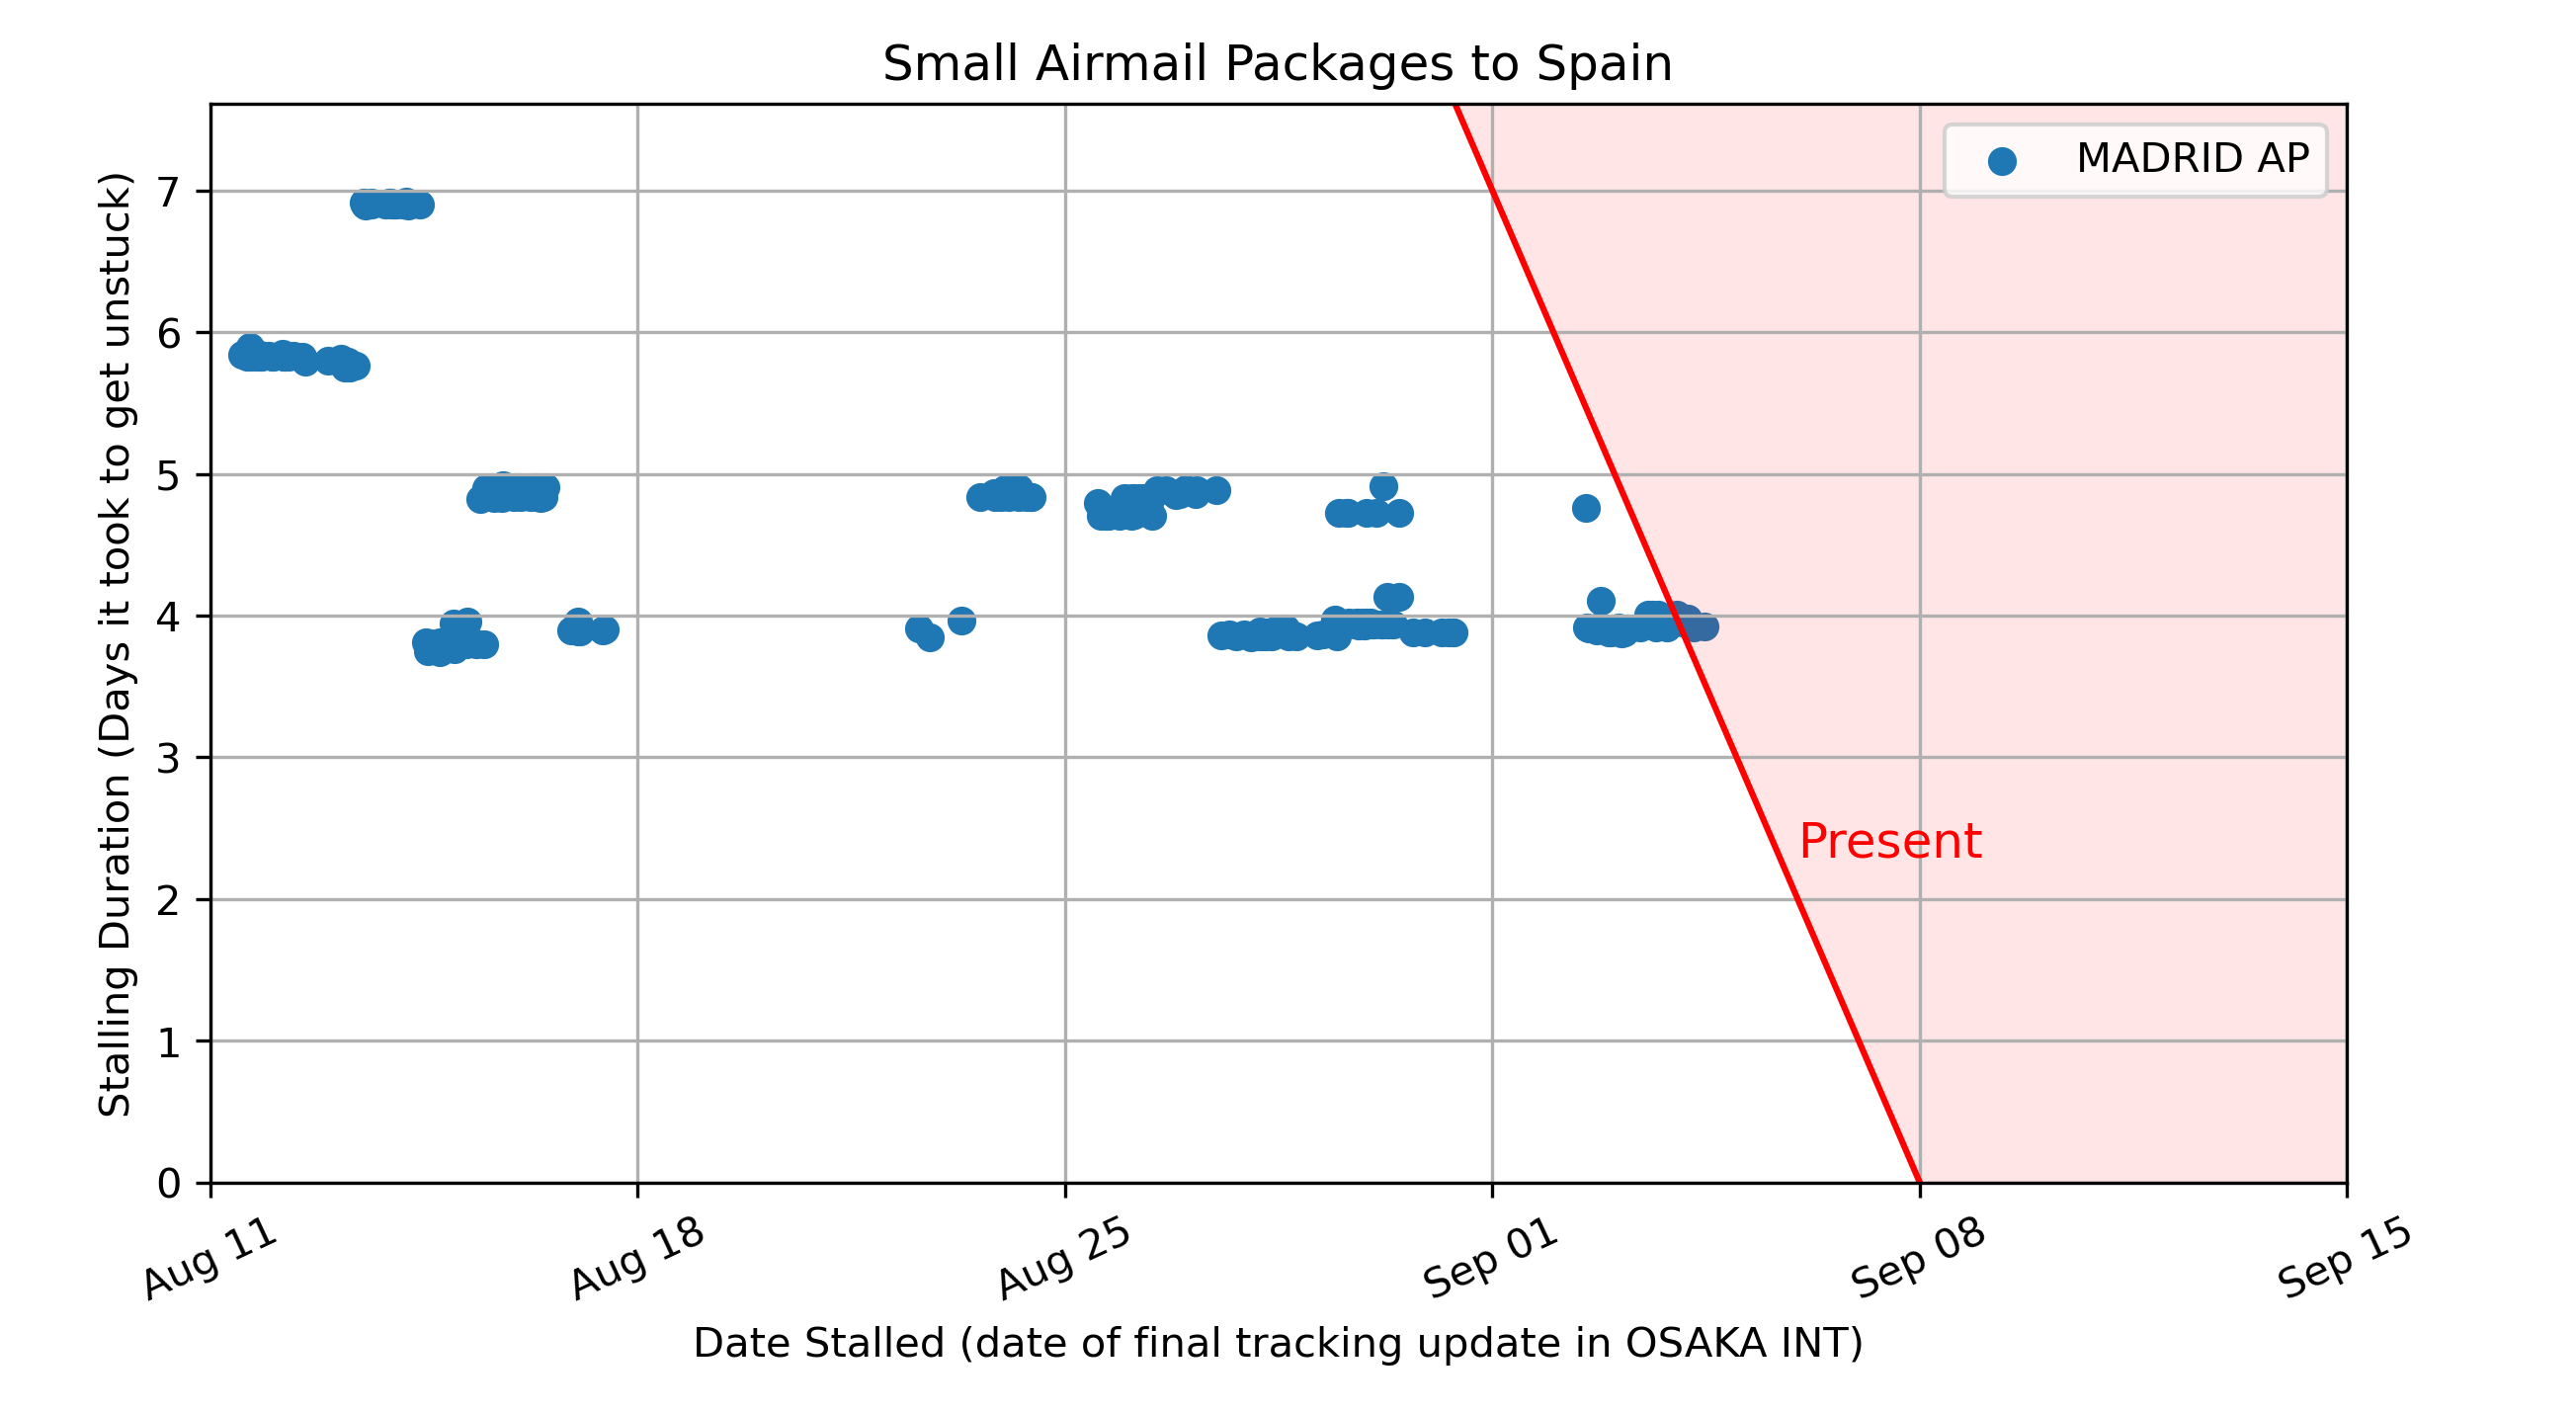 Small Airmail Packages to Spain
MADRID AP
Stalling Duration (Days it took to get unstuck)
7
6
5
4
3
2
1
0
Present
Aug 11
Aug 18
Aug 25
Sep 01
Sep 08
Sep 15
Date Stalled (date of final tracking update in OSAKA INT)